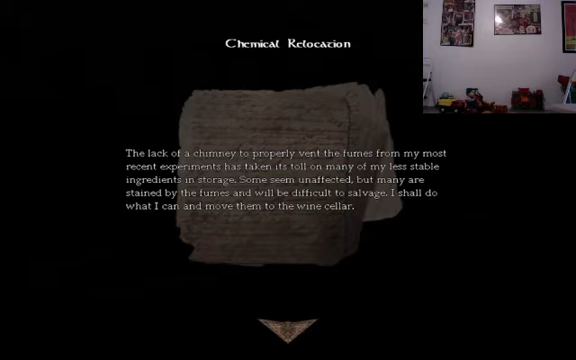 Chemical Relocation
The lack of a chimney to properly vent the fumes from my most
recent experiments has taken its toll on many of my less stable
ingredients in storage. Some seem unaffected, but many are
stained by the fumes and will be difficult to salvage. I shall do
what I can and move them to the wine cellar.